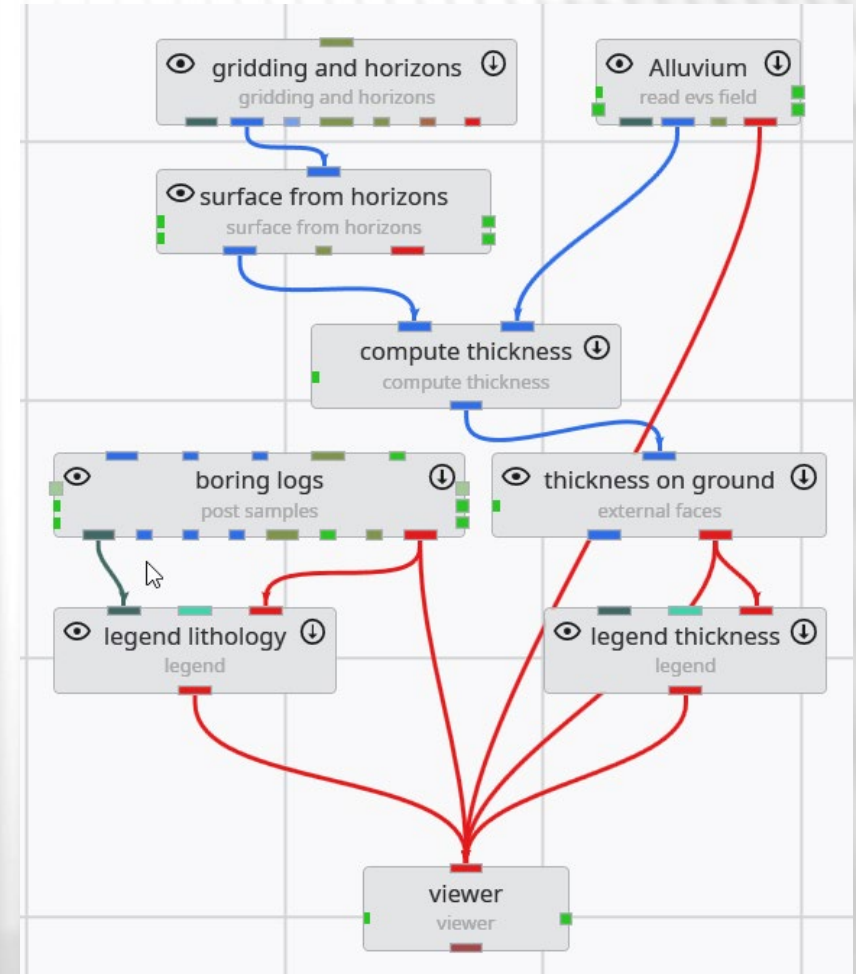 gridding and horizons
gridding and horizons
Alluvium
read evs field
surface from horizons
surface from horizons
compute thickness
compute thickness
boring logs
post samples
thickness on ground
external faces
legend lithology
legend
legend thickness
legend
viewer
viewer